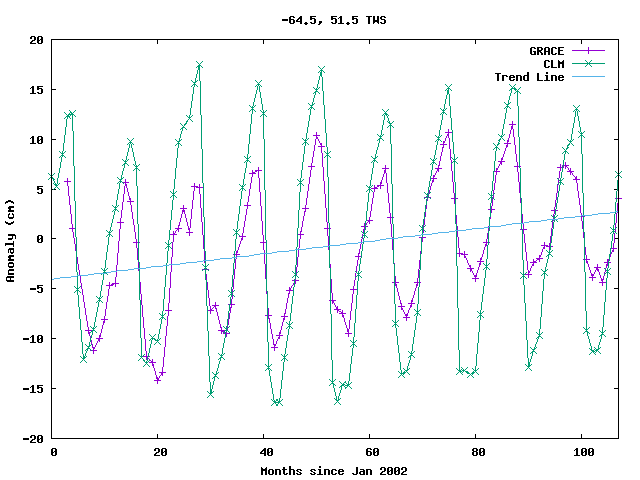 -64.5, 51.5 TWS
GRACE
CLM
Trend Line
20
15
10
5
0
-5
-10
-15
-20
Anomaly (cm)
0 20 40 60 80 100
Months since Jan 2002